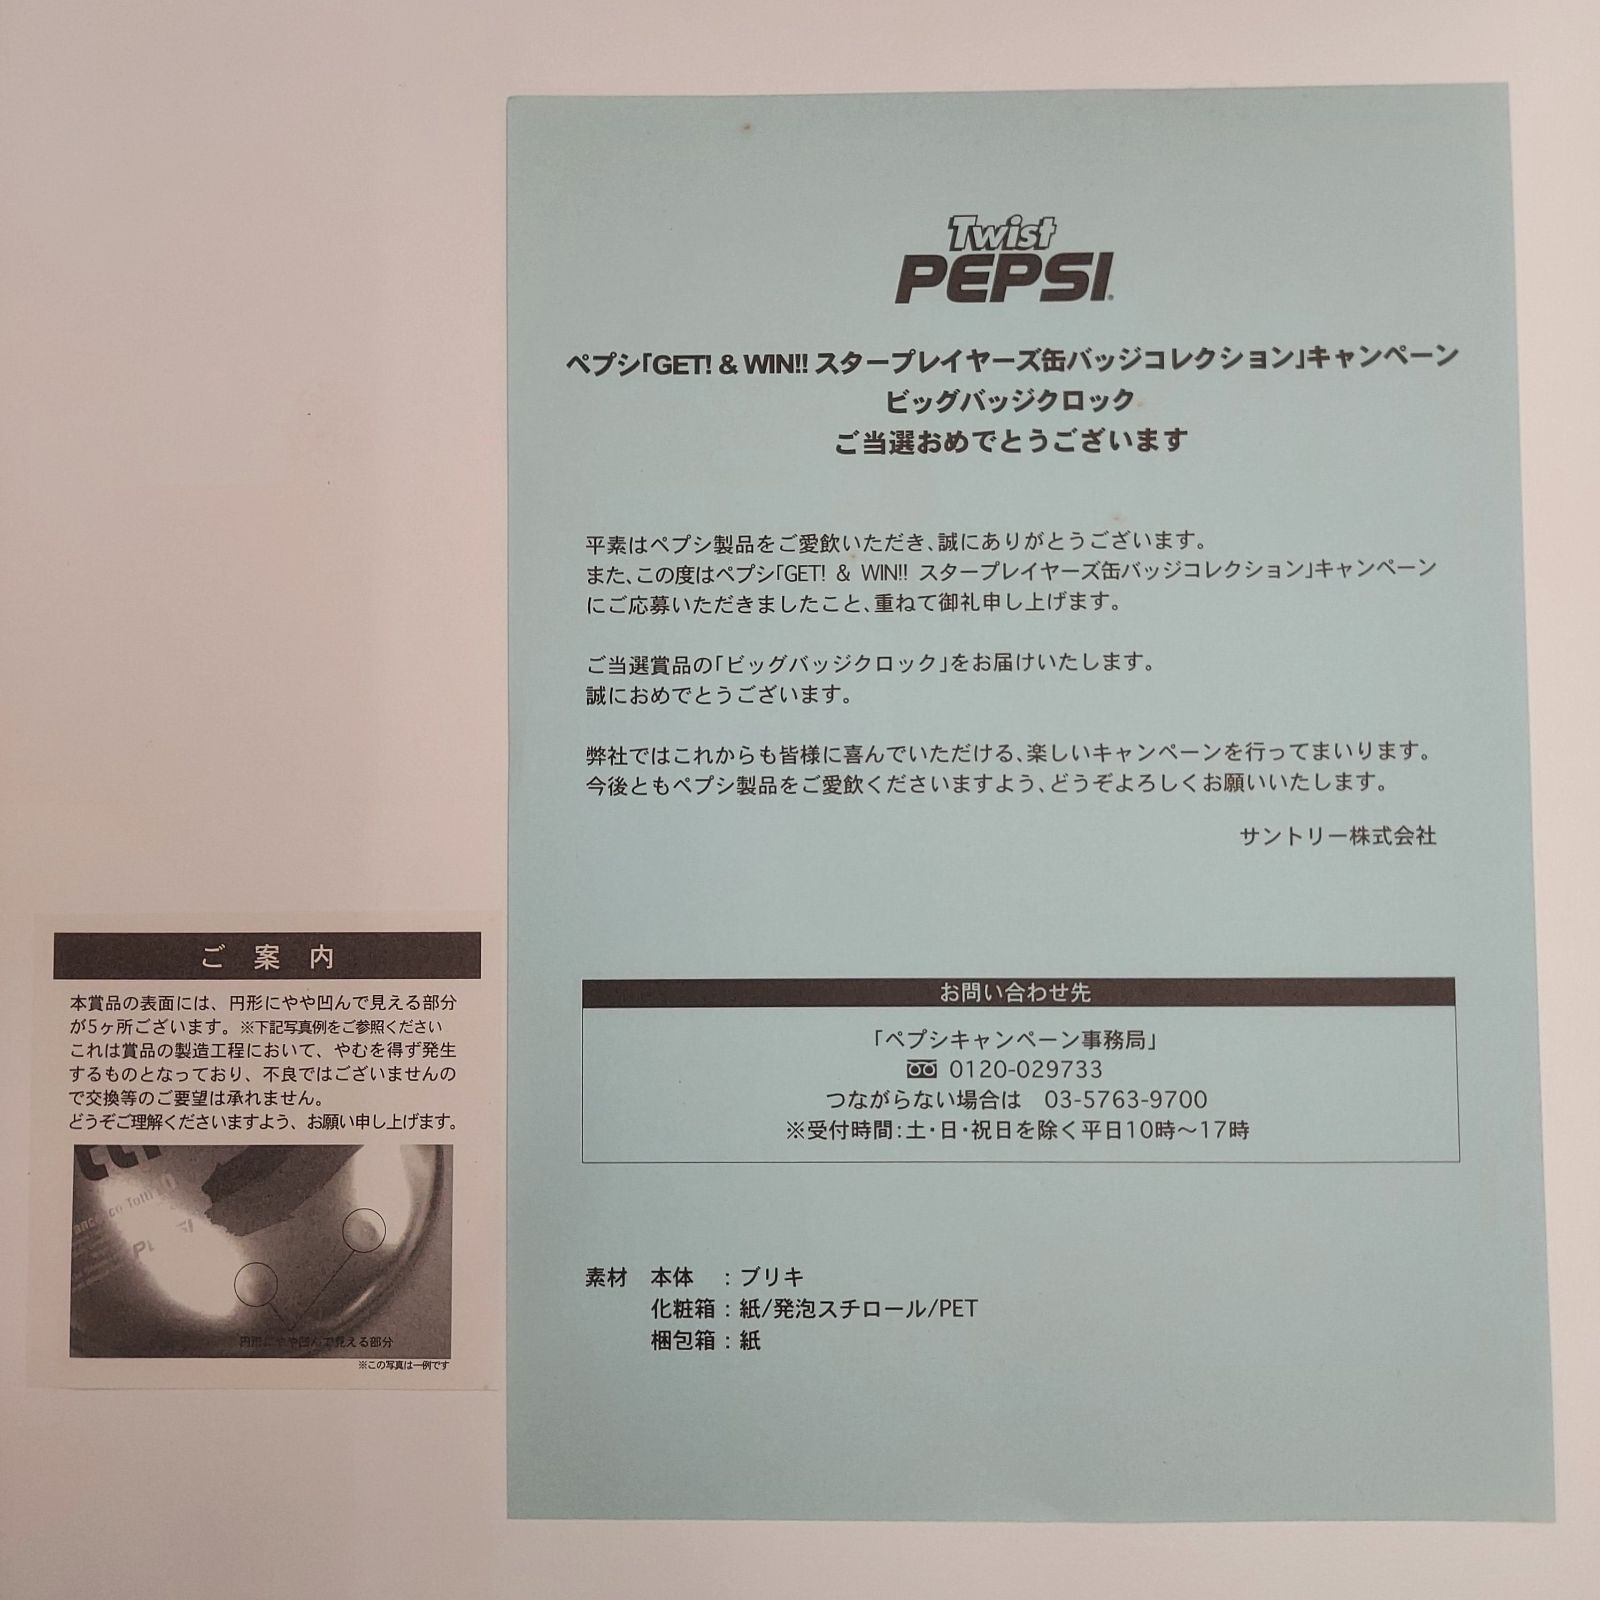 Twist
PEPSI
ペプシ「GET! & WIN!! スタープレイヤーズ缶バッジコレクション」キャンペーン
ビッグバッジクロック
ご当選おめでとうございます
平素はペプシ製品をご愛飲いただき、誠にありがとうございます。
また、この度はペプシ「GET! & WIN!! スタープレイヤーズ缶バッジコレクション」キャンペーン
にご応募いただきましたこと、重ねて御礼申し上げます。
ご当選賞品の「ビッグバッジクロック」をお届けいたします。
誠におめでとうございます。
弊社ではこれからも皆様に喜んでいただける、楽しいキャンペーンを行ってまいります。
今後ともペプシ製品をご愛飲くださいますよう、どうぞよろしくお願いいたします。
サントリー株式会社
お問い合わせ先
「ペプシキャンペーン事務局」
0120-029733
つながらない場合は 03-5763-9700
※受付時間：土・日・祝日を除く平日10時～17時
素材 本体 ：ブリキ
化粧箱：紙/発泡スチロール/PET
梱包箱：紙
ご案内
本賞品の表面には、円形にやや凹んで見える部分
が5ヶ所ございます。※下記写真例をご参照ください
これは賞品の製造工程において、やむを得ず発生
するものとなっており、不良ではございませんの
で交換等のご要望は承れません。
どうぞご理解くださいますよう、お願い申し上げます。
Totti
PEPSI
円形にやや凹んで見える部分
※この写真は一例です